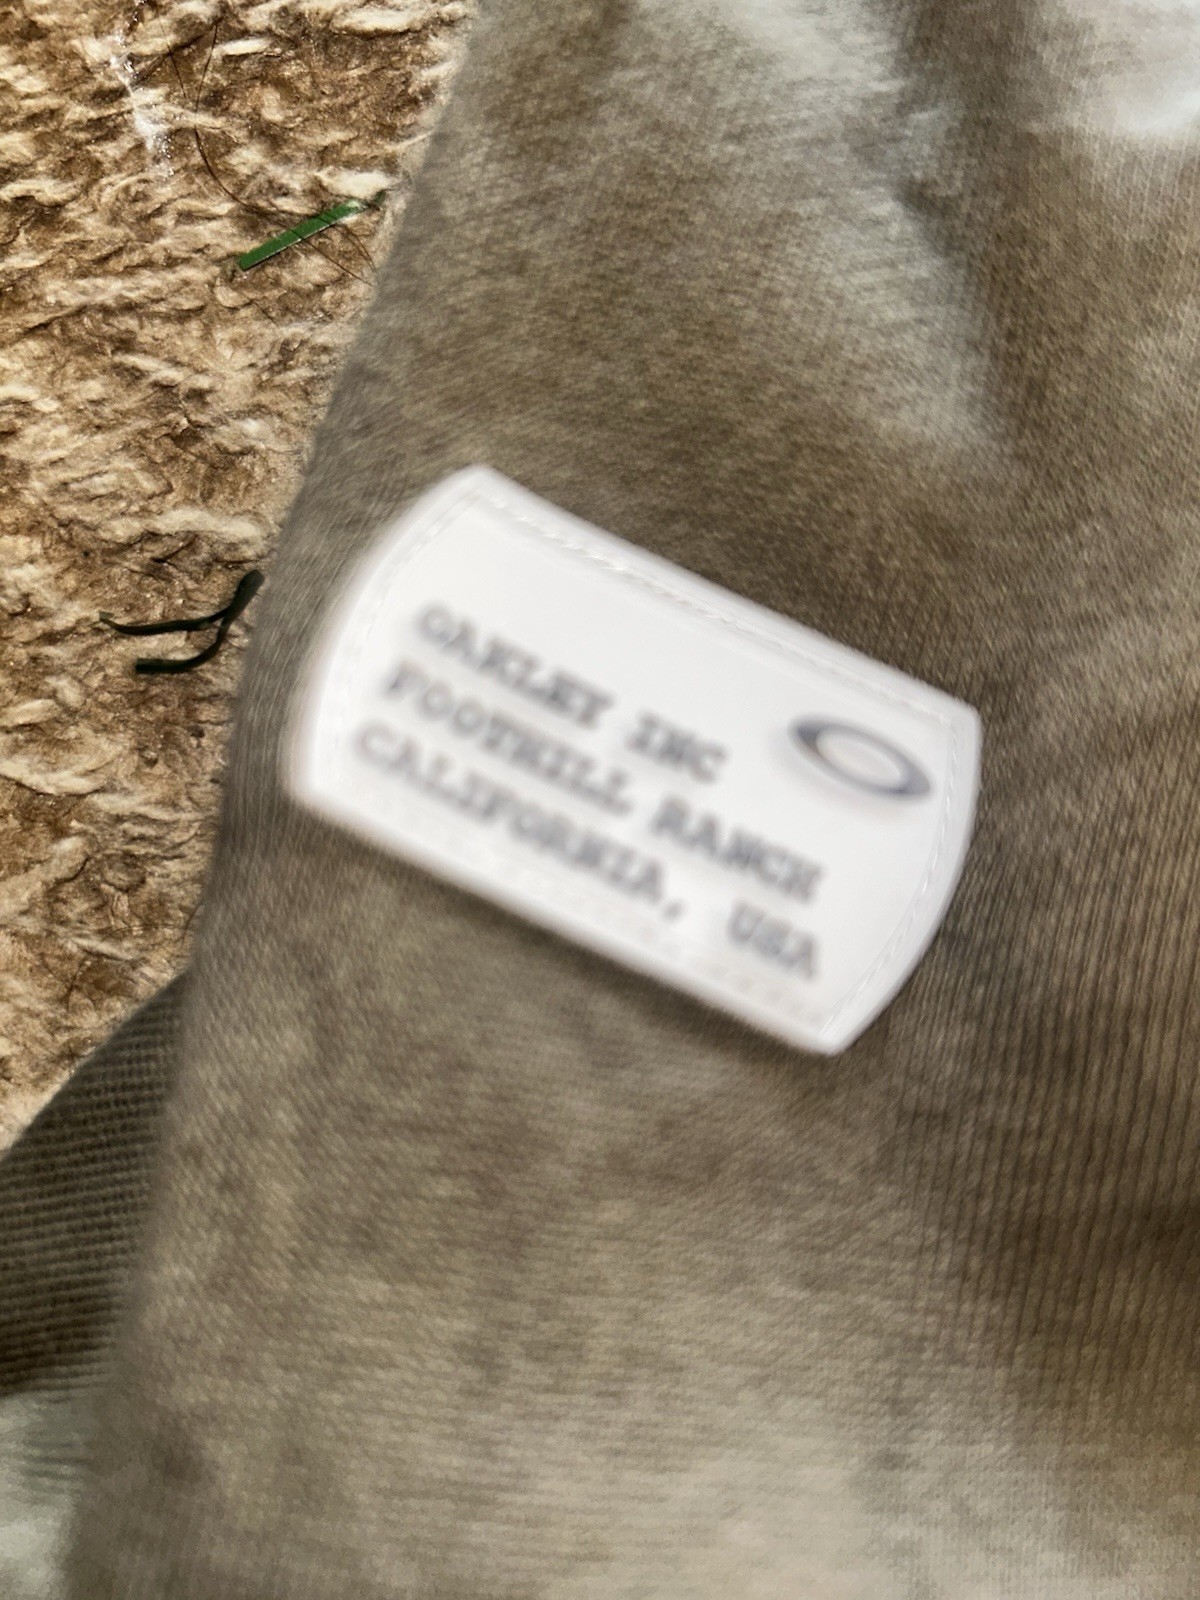 OAKLEY INC
FOOTHILL RANCH
CALIFORNIA, USA